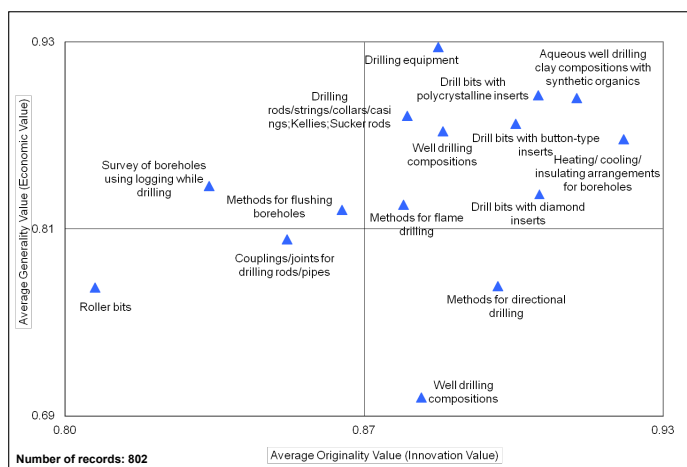 0.93
Drilling equipment
Aqueous well drilling
clay compositions with
synthetic organics
Drill bits with
polycrystalline inserts
Drilling
rods/strings/collars/casi
ngs;Kellies;Sucker rods
Well drilling
compositions
Drill bits with button-type
inserts
Heating/ cooling/
insulating arrangements
for boreholes
Survey of boreholes
using logging while
drilling
Methods for flushing
boreholes
Methods for flame
drilling
Drill bits with diamond
inserts
0.81
Couplings/joints for
drilling rods/pipes
Roller bits
Methods for directional
drilling
Well drilling
compositions
0.69
0.80
0.87
0.93
Average Generality Value (Economic Value)
Average Originality Value (Innovation Value)
Number of records: 802